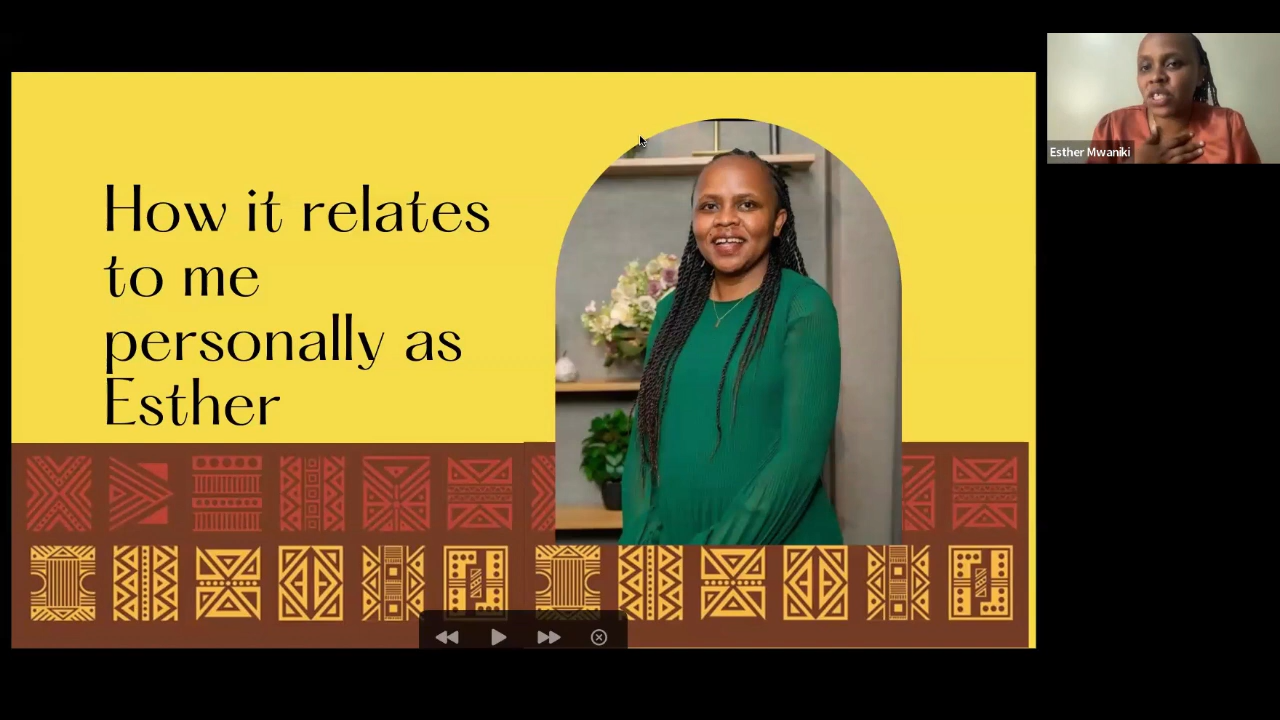 How it relates
to me
personally as
Esther
Esther Mwaniki